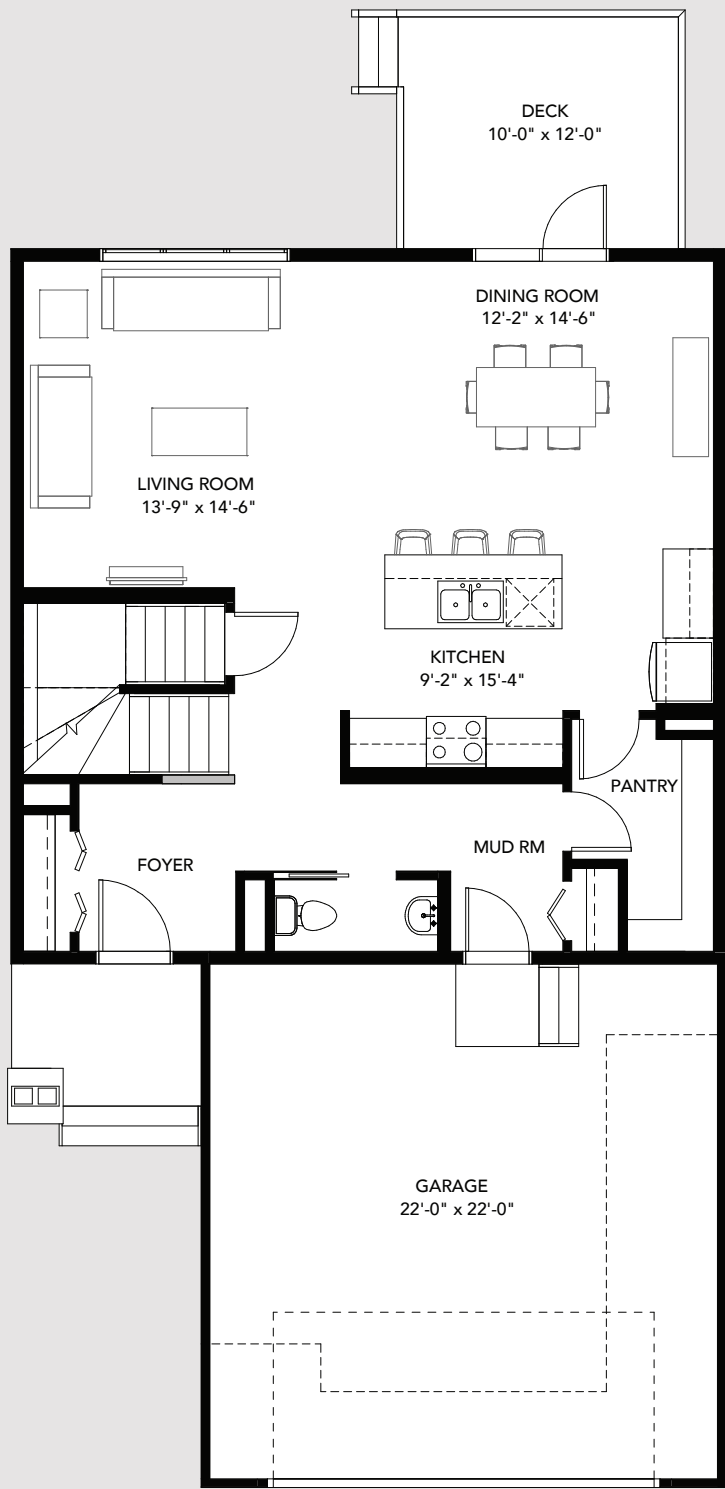 DECK
10'-0" x 12'-0"
DINING ROOM
12'-2" x 14'-6"
LIVING ROOM
13'-9" x 14'-6"
KITCHEN
9'-2" x 15'-4"
PANTRY
MUD RM
FOYER
GARAGE
22'-0" x 22'-0"